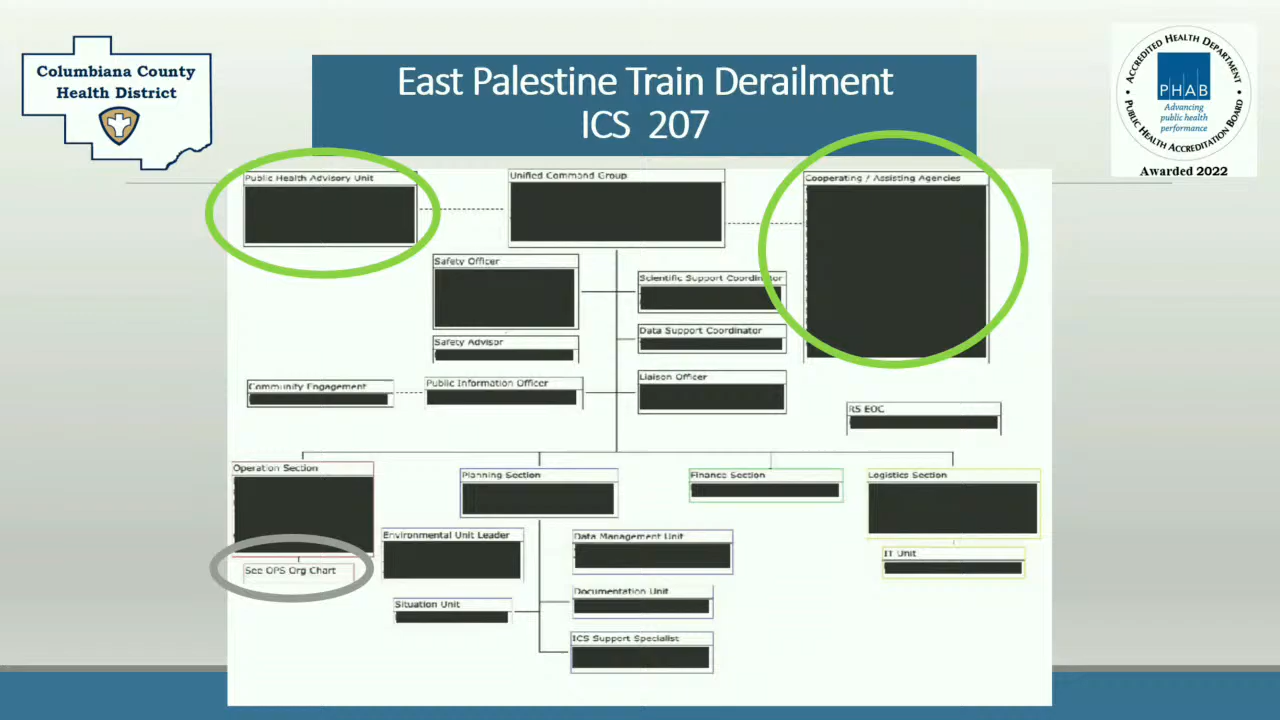 Columbiana County
Health District
East Palestine Train Derailment
ICS 207
ACCREDITED HEALTH DEPARTMENT
PUBLIC HEALTH ACCREDITATION BOARD
PHAB
Advancing
public health
performance
Awarded 2022
Public Health Advisory Unit
Unified Command Group
Cooperating / Assisting Agencies
Safety Officer
Scientific Support Coordinator
Data Support Coordinator
Safety Advisor
Liaison Officer
Community Engagement
Public Information Officer
RS EOC
Operation Section
Planning Section
Finance Section
Logistics Section
Environmental Unit Leader
Data Management Unit
IT Unit
See OPS Org Chart
Documentation Unit
Situation Unit
ICS Support Specialist